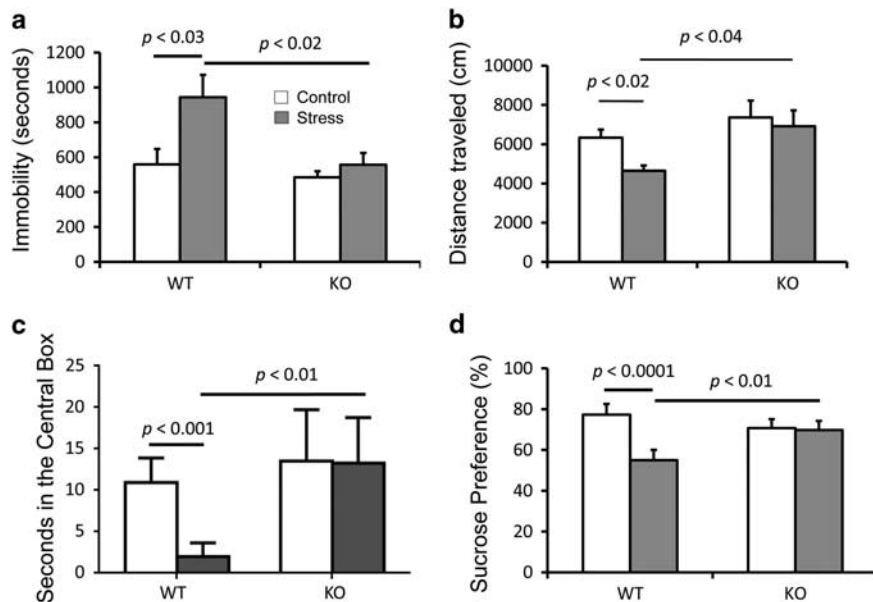 a
p < 0.03
p < 0.02
Immobility (seconds)
1200
1000
800
600
400
200
0
Control
Stress
WT
KO
b
p < 0.04
p < 0.02
Distance traveled (cm)
10000
8000
6000
4000
2000
0
WT
KO
c
p < 0.01
p < 0.001
Seconds in the Central Box
25
20
15
10
5
0
WT
KO
d
p < 0.0001
p < 0.01
Sucrose Preference (%)
100
80
60
40
20
0
WT
KO